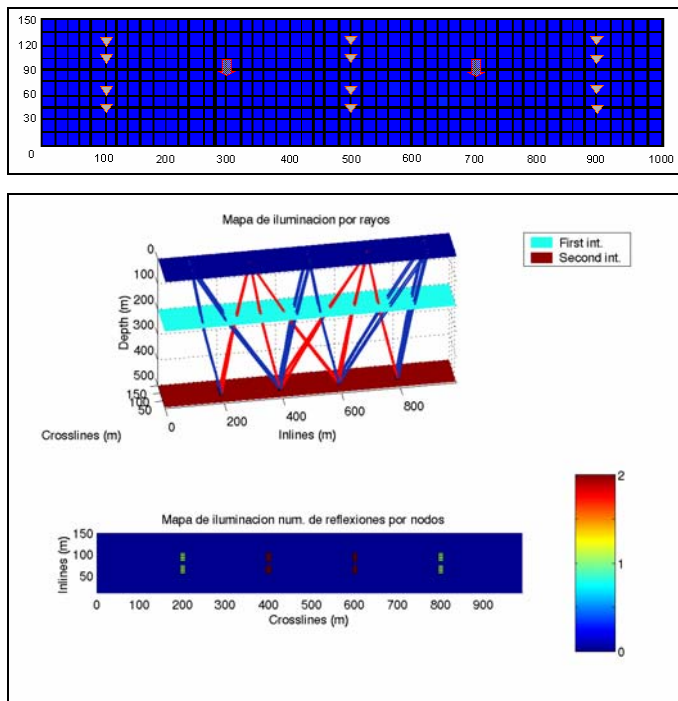 150
120
90
60
30
0
100 200 300 400 500 600 700 800 900 1000
Mapa de iluminacion por rayos
First int.
Second int.
0
100
200
300
400
500
Depth (m)
150
100
50
0 200 400 600 800
Crosslines (m)
Inlines (m)
Mapa de iluminacion num. de reflexiones por nodos
150
100
50
Inlines (m)
0 100 200 300 400 500 600 700 800 900
Crosslines (m)
2
1
0